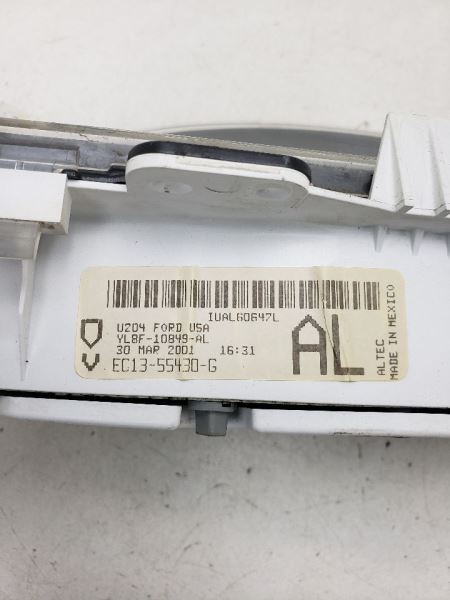 IUAL60647L
U204 FORD USA
YL8F-10849-AL
30 MAR 2001 16:31
EC13-55430-G
AL
ALTEC
MADE IN MEXICO